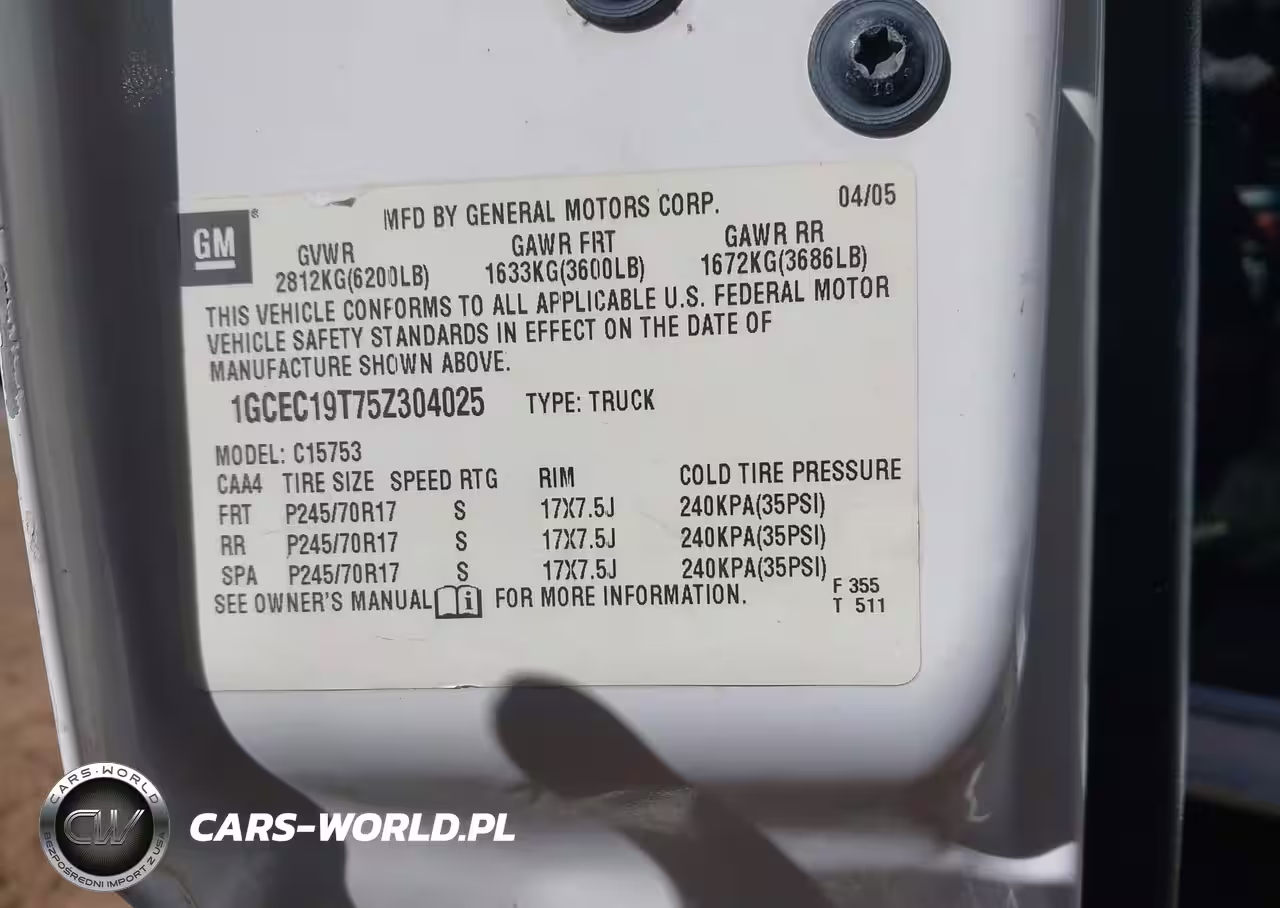 19
MFD BY GENERAL MOTORS CORP. 04/05
GM®
GVWR GAWR FRT GAWR RR
2812KG(6200LB) 1633KG(3600LB) 1672KG(3686LB)
THIS VEHICLE CONFORMS TO ALL APPLICABLE U.S. FEDERAL MOTOR
VEHICLE SAFETY STANDARDS IN EFFECT ON THE DATE OF
MANUFACTURE SHOWN ABOVE.
1GCEC19T75Z304025 TYPE: TRUCK
MODEL: C15753
CAA4 TIRE SIZE SPEED RTG RIM COLD TIRE PRESSURE
FRT P245/70R17 S 17X7.5J 240KPA(35PSI)
RR P245/70R17 S 17X7.5J 240KPA(35PSI)
SPA P245/70R17 S 17X7.5J 240KPA(35PSI)
SEE OWNER'S MANUAL i FOR MORE INFORMATION.
F 355
T 511
CARS-WORLD
CW
BEZPOŚREDNI IMPORT Z USA
CARS-WORLD.PL